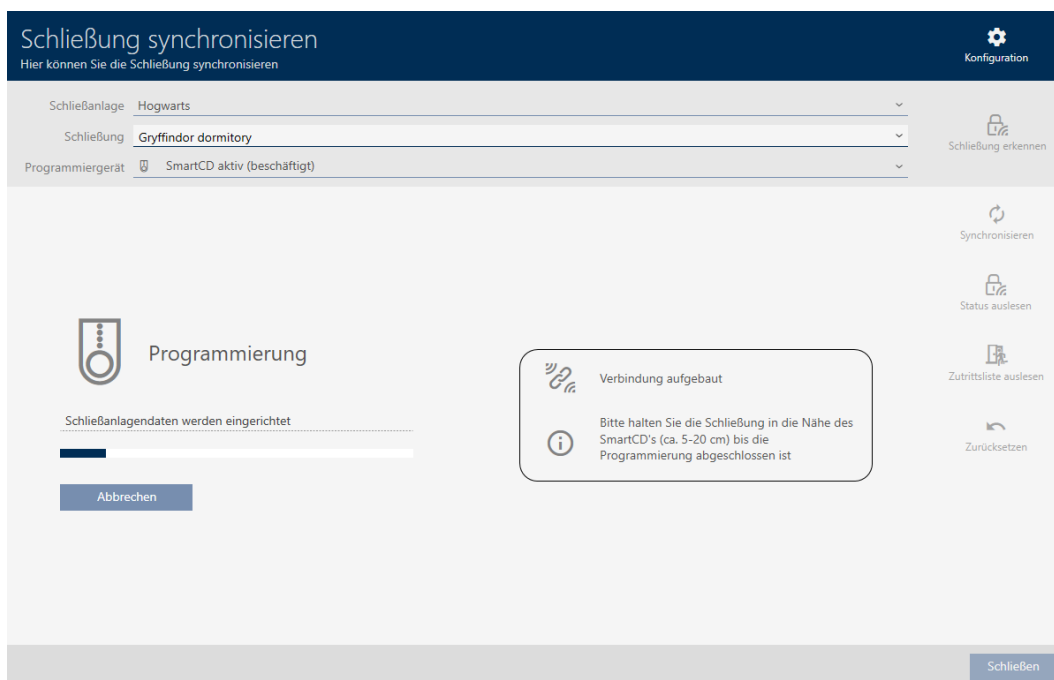 Schließung synchronisieren
Hier können Sie die Schließung synchronisieren
Konfiguration
Schließanlage Hogwarts
Schließung Gryffindor dormitory
Programmiergerät SmartCD aktiv (beschäftigt)
Schließung erkennen
Synchronisieren
Status auslesen
Zutrittsliste auslesen
Zurücksetzen
Programmierung
Schließanlagendaten werden eingerichtet
Abbrechen
Verbindung aufgebaut
Bitte halten Sie die Schließung in die Nähe des
SmartCD's (ca. 5-20 cm) bis die
Programmierung abgeschlossen ist
Schließen